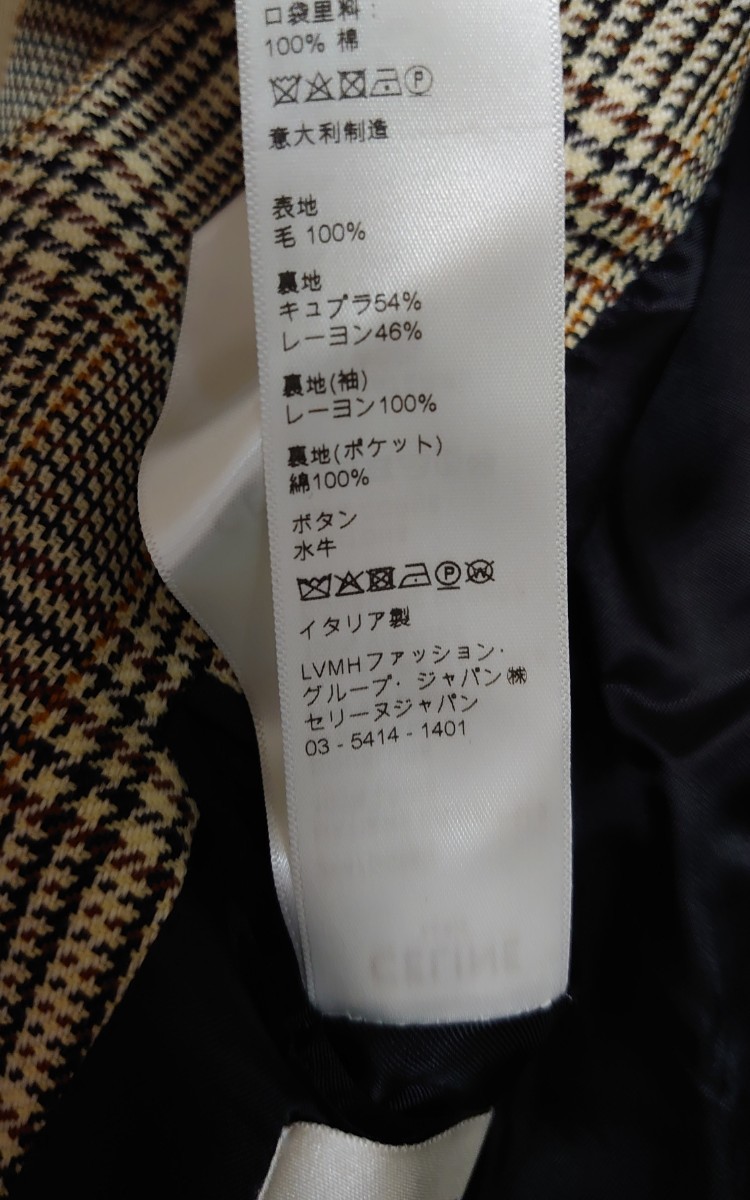 口袋里料：
100% 棉
意大利制造
表地
毛 100%
裏地
キュプラ54%
レーヨン46%
裏地(袖)
レーヨン100%
裏地(ポケット)
綿100%
ボタン
水牛
イタリア製
LVMHファッション･
グループ･ ジャパン㈱
セリーヌジャパン
03 - 5414 - 1401
CELINE